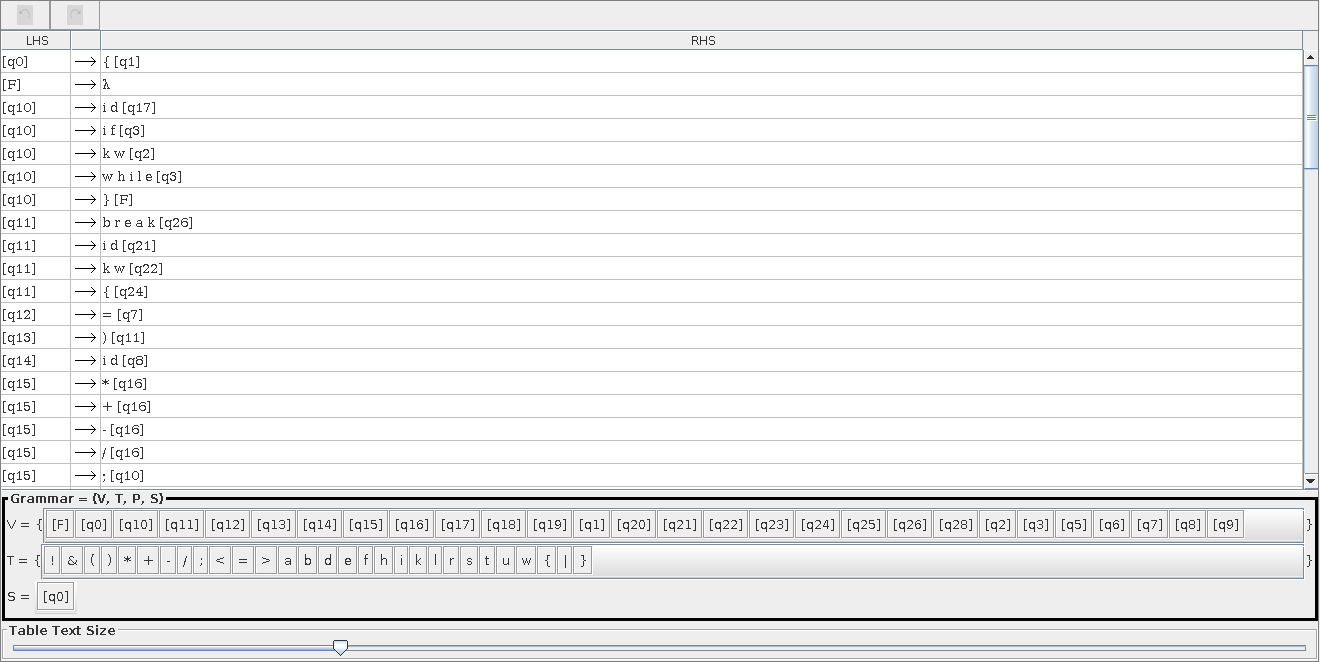 LHS RHS
[q0] → { [q1]
[F] → λ
[q10] → i d [q17]
[q10] → i f [q3]
[q10] → k w [q2]
[q10] → w h i l e [q3]
[q10] → } [F]
[q11] → b r e a k [q26]
[q11] → i d [q21]
[q11] → k w [q22]
[q11] → { [q24]
[q12] → = [q7]
[q13] → ) [q11]
[q14] → i d [q8]
[q15] → * [q16]
[q15] → + [q16]
[q15] → - [q16]
[q15] → / [q16]
[q15] → ; [q10]
Grammar = {V, T, P, S}
V = { [F] [q0] [q10] [q11] [q12] [q13] [q14] [q15] [q16] [q17] [q18] [q19] [q1] [q20] [q21] [q22] [q23] [q24] [q25] [q26] [q28] [q2] [q3] [q5] [q6] [q7] [q8] [q9] }
T = { ! & ( ) * + - / ; < = > a b d e f h i k l r s t u w { | } }
S = [q0]
Table Text Size